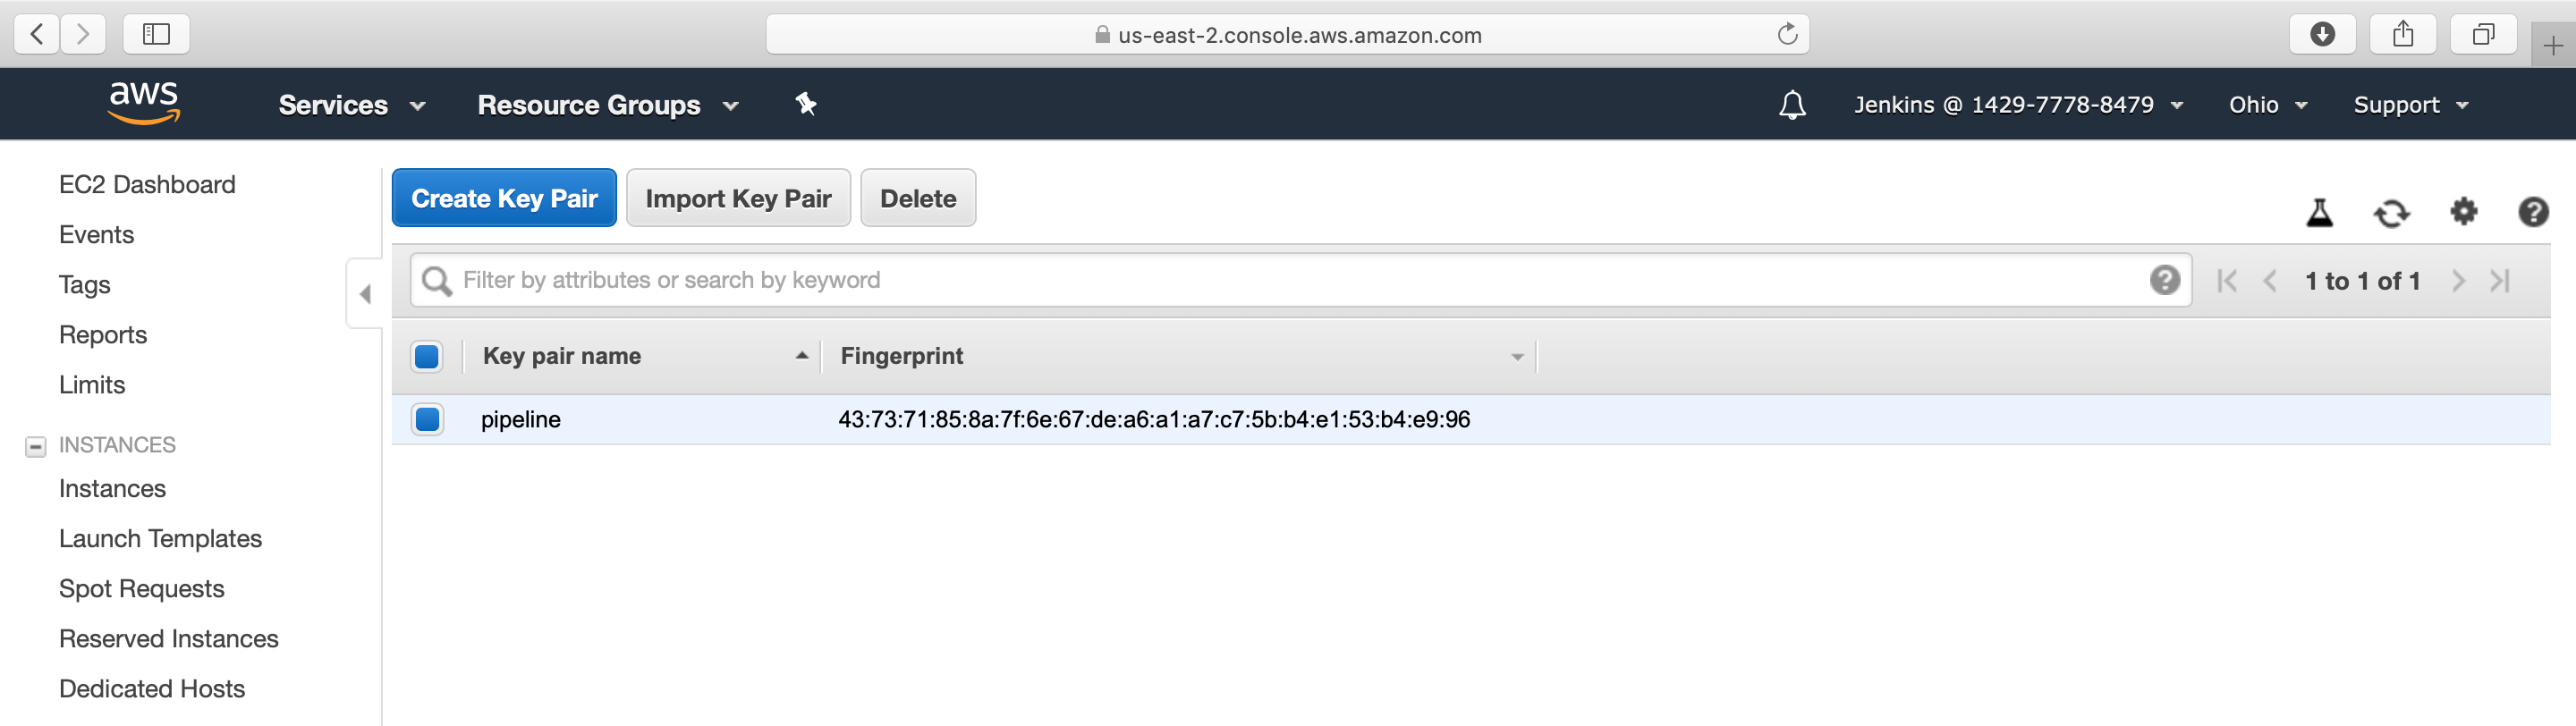 us-east-2.console.aws.amazon.com
aws Services Resource Groups Jenkins @ 1429-7778-8479 Ohio Support
EC2 Dashboard
Events
Tags
Reports
Limits
INSTANCES
Instances
Launch Templates
Spot Requests
Reserved Instances
Dedicated Hosts
Create Key Pair Import Key Pair Delete
Filter by attributes or search by keyword 1 to 1 of 1
Key pair name Fingerprint
pipeline 43:73:71:85:8a:7f:6e:67:de:a6:a1:a7:c7:5b:b4:e1:53:b4:e9:96